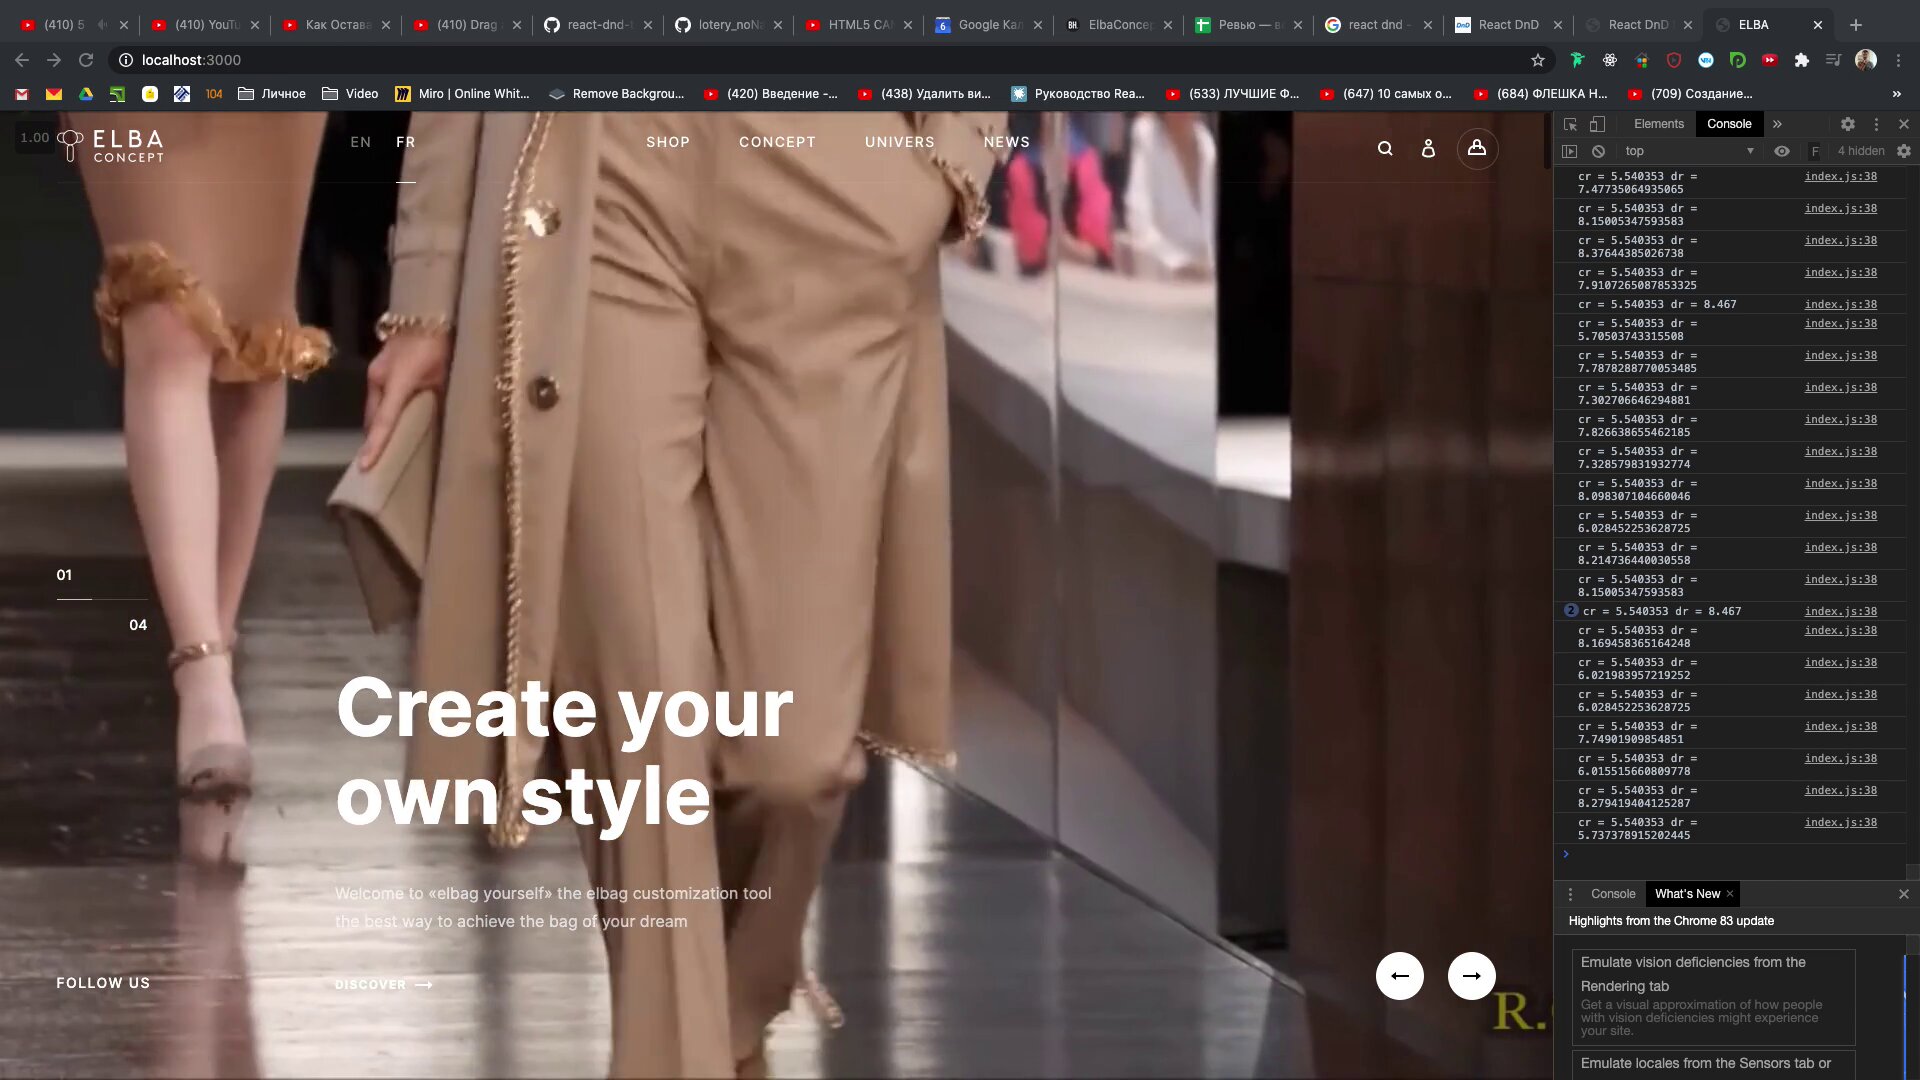 (410) 5
(410) YouTu
Как Остава
(410) Drag
react-dnd-t
lotery_noNa
HTML5 CAN
Google Кал
ElbaConcep
Ревью — в
react dnd -
React DnD
React DnD
ELBA
localhost:3000
104
Личное
Video
Miro | Online Whit...
Remove Backgrou...
(420) Введение -...
(438) Удалить ви...
Руководство Rea...
(533) ЛУЧШИЕ Ф...
(647) 10 самых о...
(684) ФЛЕШКА Н...
(709) Создание...
»
1.00
ELBA
CONCEPT
EN FR
SHOP CONCEPT UNIVERS NEWS
01
04
Create your
own style
Welcome to «elbag yourself» the elbag customization tool
the best way to achieve the bag of your dream
FOLLOW US
DISCOVER
R.
Elements Console »
top F 4 hidden
cr = 5.540353 dr = index.js:38
7.47735064935065
cr = 5.540353 dr = index.js:38
8.15005347593583
cr = 5.540353 dr = index.js:38
8.37644385026738
cr = 5.540353 dr = index.js:38
7.9107265087853325
cr = 5.540353 dr = 8.467 index.js:38
cr = 5.540353 dr = index.js:38
5.70503743315508
cr = 5.540353 dr = index.js:38
7.7878288770053485
cr = 5.540353 dr = index.js:38
7.302706646294881
cr = 5.540353 dr = index.js:38
7.826638655462185
cr = 5.540353 dr = index.js:38
7.328579831932774
cr = 5.540353 dr = index.js:38
8.098307104660046
cr = 5.540353 dr = index.js:38
6.028452253628725
cr = 5.540353 dr = index.js:38
8.214736440030558
cr = 5.540353 dr = index.js:38
8.15005347593583
2 cr = 5.540353 dr = 8.467 index.js:38
cr = 5.540353 dr = index.js:38
8.169458365164248
cr = 5.540353 dr = index.js:38
6.021983957219252
cr = 5.540353 dr = index.js:38
6.028452253628725
cr = 5.540353 dr = index.js:38
7.74901909854851
cr = 5.540353 dr = index.js:38
6.015515660809778
cr = 5.540353 dr = index.js:38
8.279419404125287
cr = 5.540353 dr = index.js:38
5.737378915202445
Console What's New
Highlights from the Chrome 83 update
Emulate vision deficiencies from the
Rendering tab
Get a visual approximation of how people
with vision deficiencies might experience
your site.
Emulate locales from the Sensors tab or